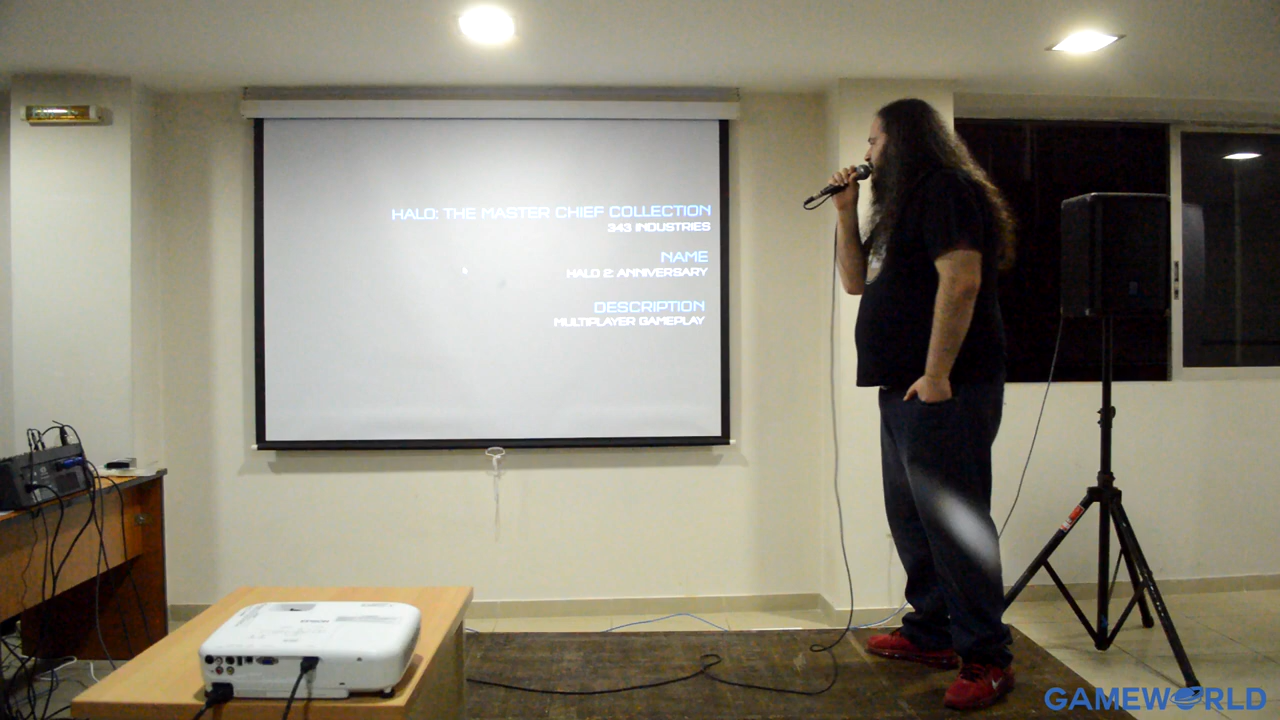 HALO: THE MASTER CHIEF COLLECTION
343 INDUSTRIES
NAME
HALO 2: ANNIVERSARY
DESCRIPTION
MULTIPLAYER GAMEPLAY
GAMEWORLD